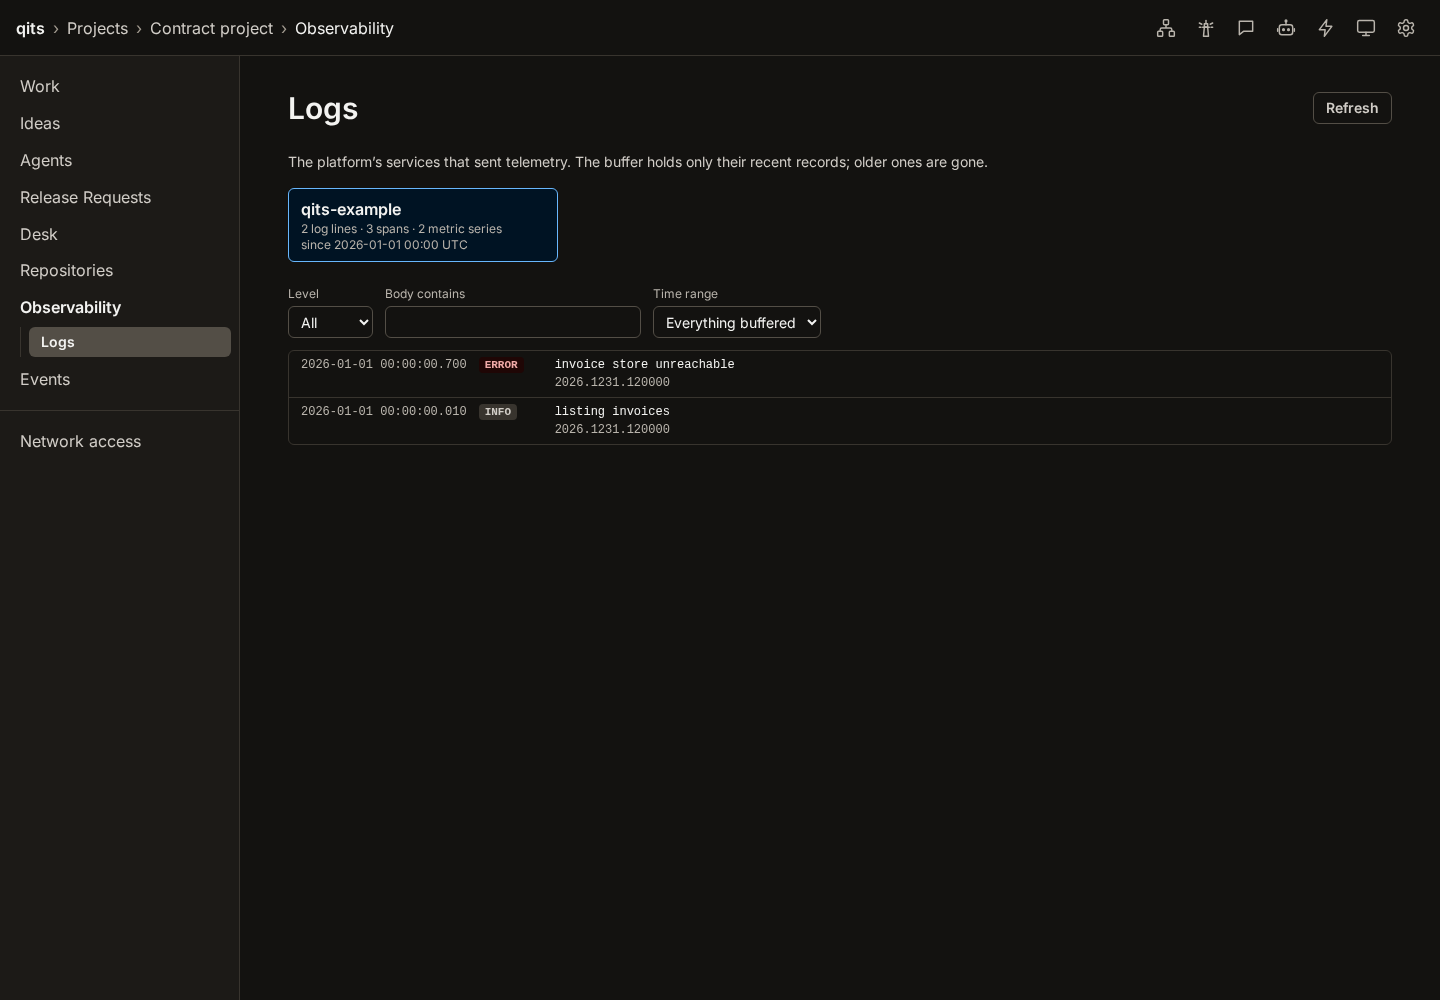 qits › Projects › Contract project › Observability
Work
Ideas
Agents
Release Requests
Desk
Repositories
Observability
Logs
Events
Network access
Logs
Refresh
The platform’s services that sent telemetry. The buffer holds only their recent records; older ones are gone.
qits-example
2 log lines · 3 spans · 2 metric series
since 2026-01-01 00:00 UTC
Level
Body contains
Time range
All
Everything buffered
2026-01-01 00:00:00.700 ERROR invoice store unreachable
2026.1231.120000
2026-01-01 00:00:00.010 INFO listing invoices
2026.1231.120000